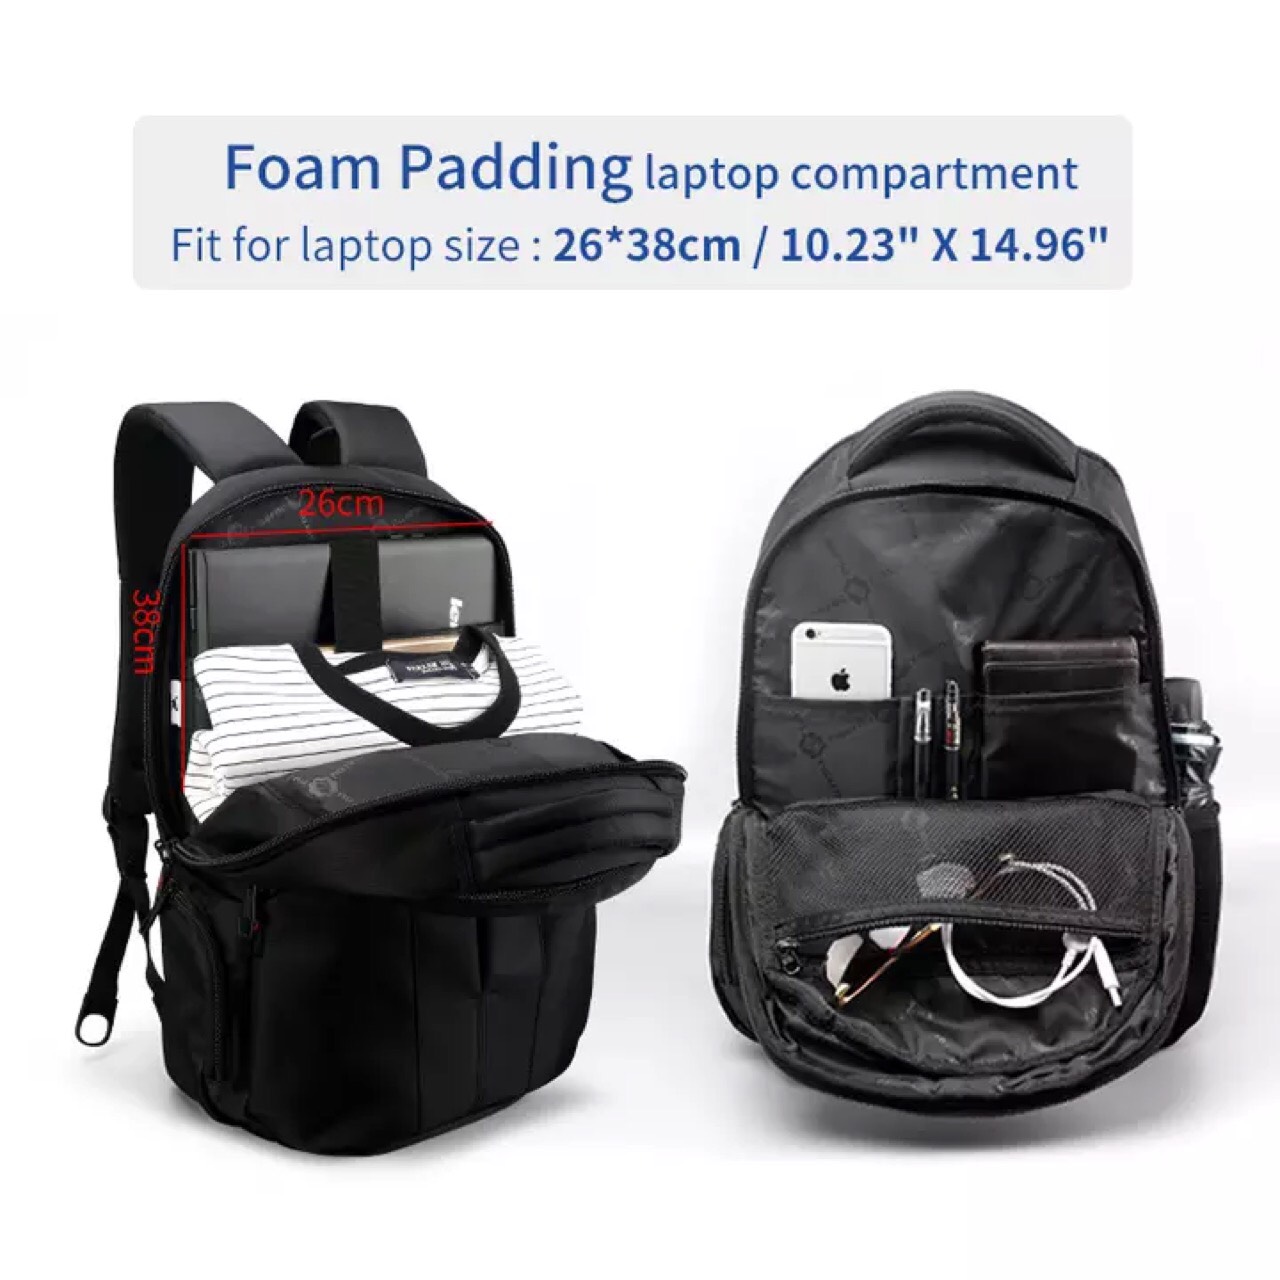 Foam Padding laptop compartment
Fit for laptop size : 26*38cm / 10.23" X 14.96"
26cm
38cm